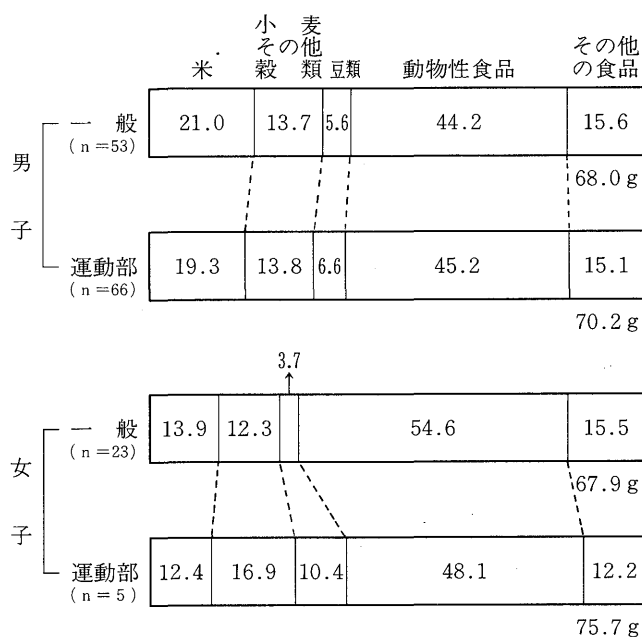 小　麦
その他
米　穀　類　豆類　動物性食品　その他の食品
男子
一　般
(n=53)
21.0　13.7　5.6　44.2　15.6
68.0 g
運動部
(n=66)
19.3　13.8　6.6　45.2　15.1
70.2 g
女子
3.7
一　般
(n=23)
13.9　12.3　54.6　15.5
67.9 g
運動部
(n=5)
12.4　16.9　10.4　48.1　12.2
75.7 g